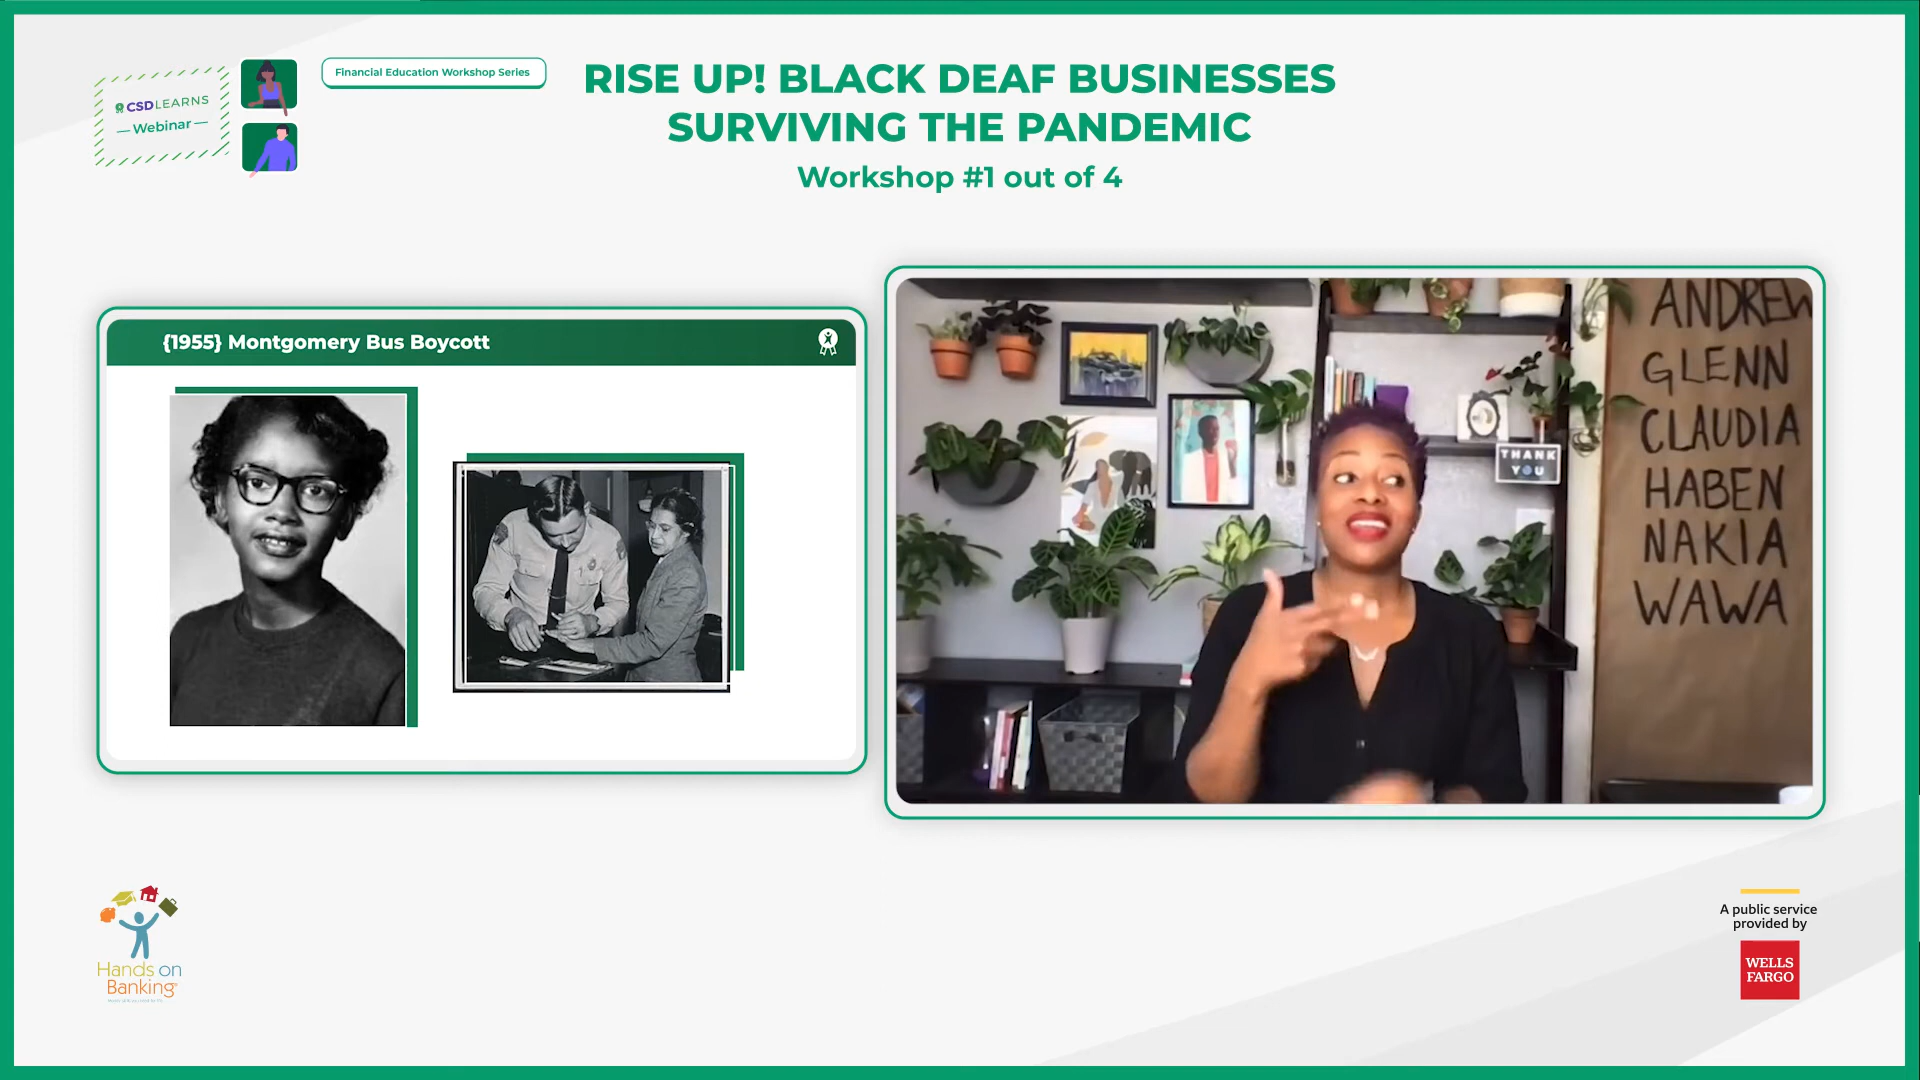 CSDLEARNS
Webinar
Financial Education Workshop Series
RISE UP! BLACK DEAF BUSINESSES
SURVIVING THE PANDEMIC
Workshop #1 out of 4
{1955} Montgomery Bus Boycott
ANDREW
GLENN
CLAUDIA
HABEN
NAKIA
WAWA
THANK
YOU
Hands on
Banking®
A public service
provided by
WELLS
FARGO